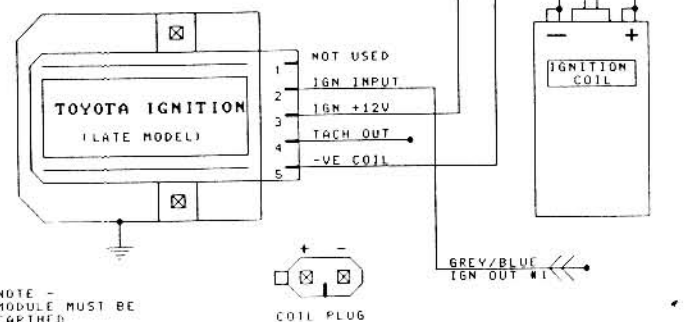 NOT USED
1
IGN INPUT
2
IGN +12V
3
TACH OUT
4
-VE COIL
5
TOYOTA IGNITION
(LATE MODEL)
− +
IGNITION
COIL
GREY/BLUE
IGN OUT #1
+ −
COIL PLUG
NOTE -
MODULE MUST BE
EARTHED